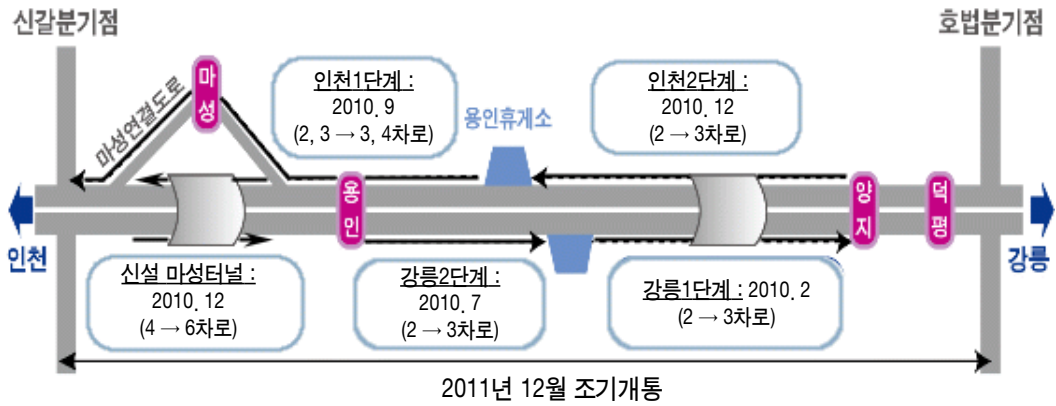 신갈분기점
호법분기점
마성
마성연결도로
인천1단계 :
2010. 9
(2, 3 → 3, 4차로)
용인휴게소
인천2단계 :
2010. 12
(2 → 3차로)
용인
양지
덕평
인천
강릉
신설 마성터널 :
2010. 12
(4 → 6차로)
강릉2단계 :
2010. 7
(2 → 3차로)
강릉1단계 : 2010. 2
(2 → 3차로)
2011년 12월 조기개통